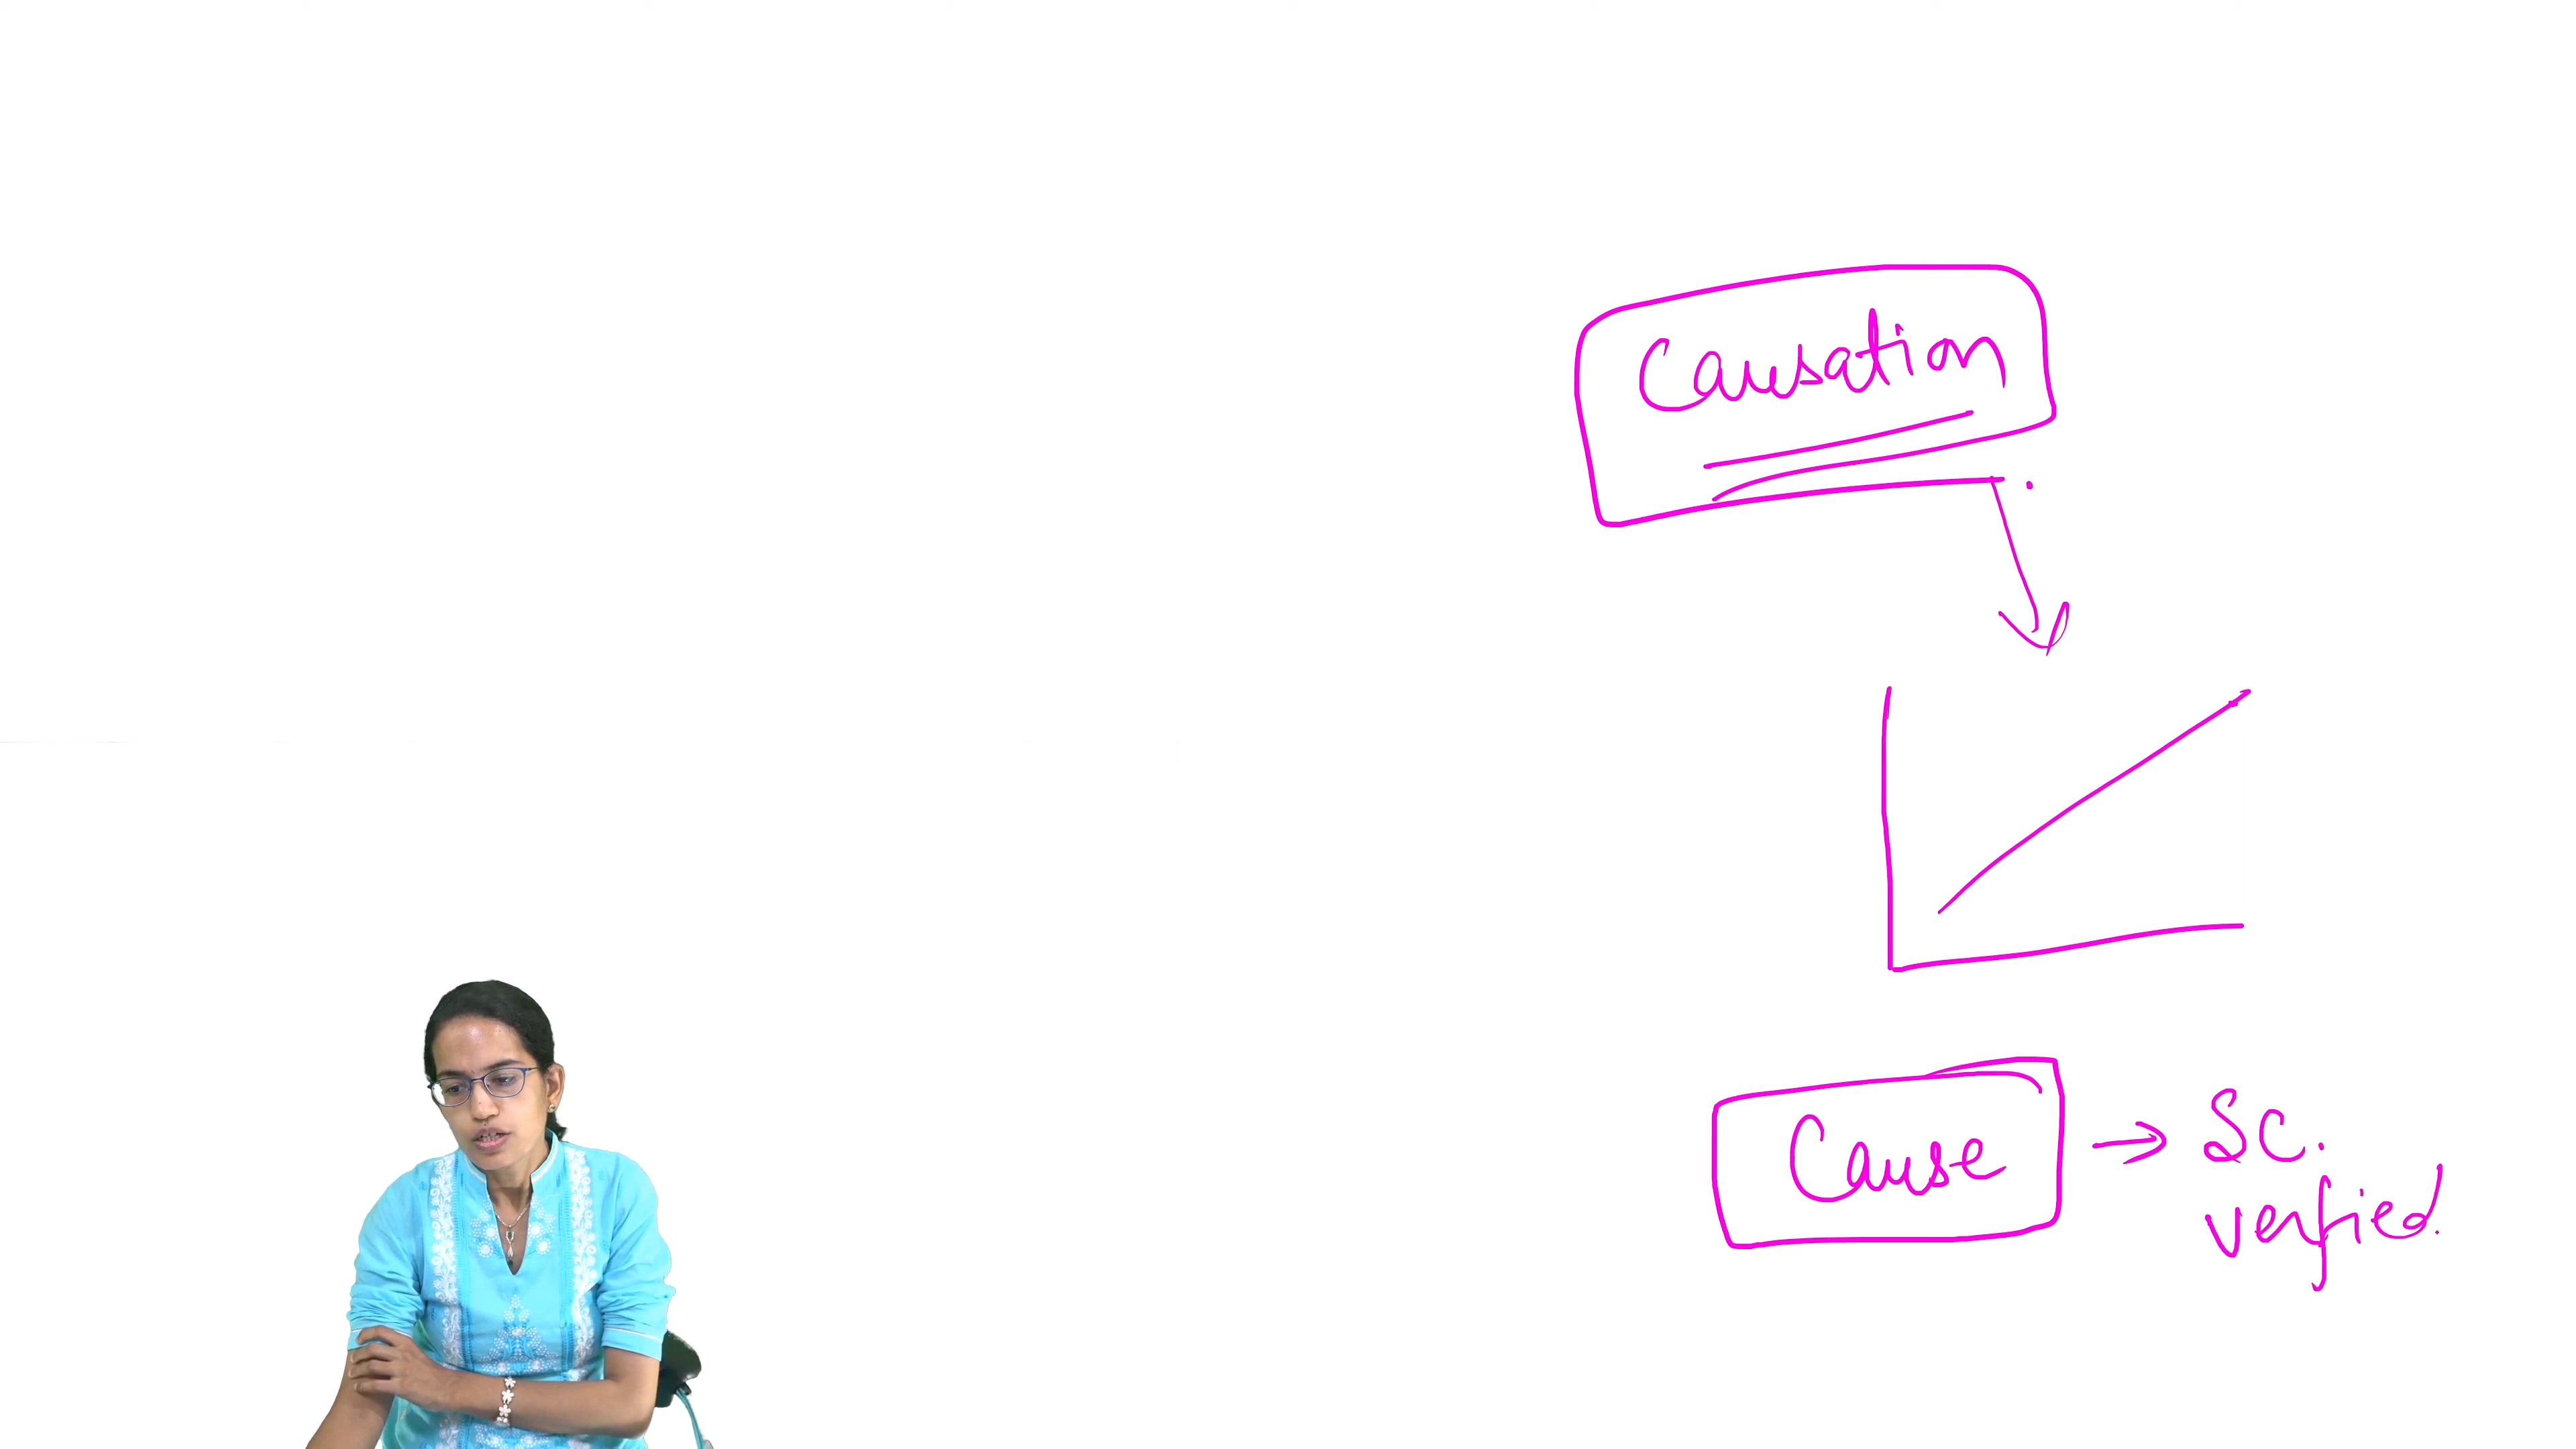 Causation
Cause → Sc.
verified.